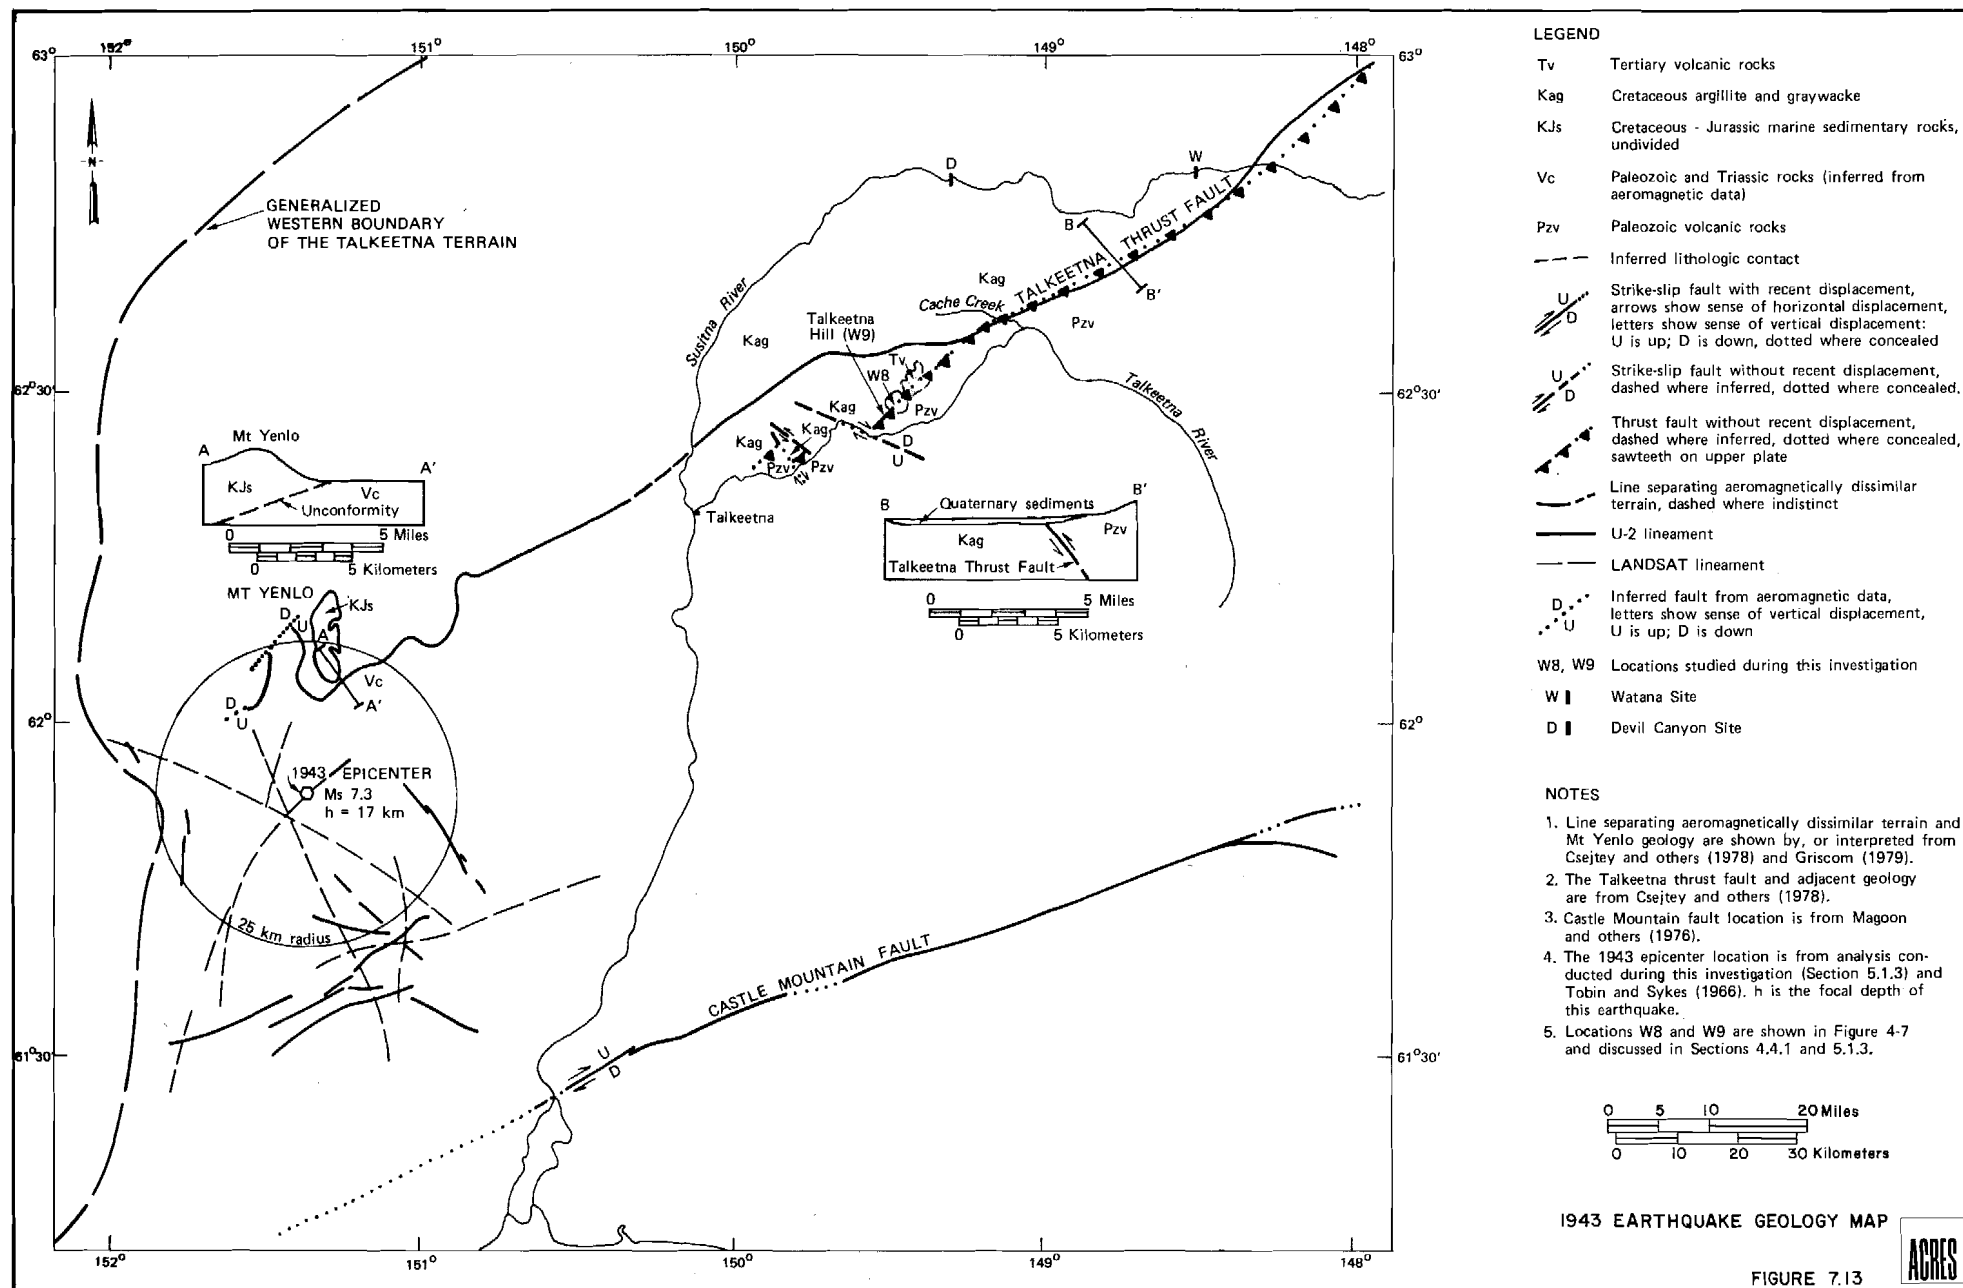 152°
151°
150°
149°
148°
63°
63°
N
GENERALIZED
WESTERN BOUNDARY
OF THE TALKEETNA TERRAIN
D
W
B
B'
TALKEETNA THRUST FAULT
Kag
Cache Creek
Pzv
Susitna River
Talkeetna
Hill (W9)
Kag
Tv
W8
62°30'
62°30'
Kag
Pzv
Talkeetna River
Kag
Kag
D
U
Pzv
Pzv
Talkeetna
A
Mt Yenlo
A'
KJs
Vc
Unconformity
0 5 Miles
0 5 Kilometers
B
Quaternary sediments
B'
Kag
Pzv
Talkeetna Thrust Fault
0 5 Miles
0 5 Kilometers
MT YENLO
D
U
KJs
A
Vc
A'
D
U
62°
62°
1943 EPICENTER
Ms 7.3
h = 17 km
25 km radius
CASTLE MOUNTAIN FAULT
U
D
61°30'
61°30'
152°
151°
150°
149°
148°
LEGEND
Tv Tertiary volcanic rocks
Kag Cretaceous argillite and graywacke
KJs Cretaceous - Jurassic marine sedimentary rocks,
undivided
Vc Paleozoic and Triassic rocks (inferred from
aeromagnetic data)
Pzv Paleozoic volcanic rocks
Inferred lithologic contact
U
D
Strike-slip fault with recent displacement,
arrows show sense of horizontal displacement,
letters show sense of vertical displacement:
U is up; D is down, dotted where concealed
U
D
Strike-slip fault without recent displacement,
dashed where inferred, dotted where concealed.
Thrust fault without recent displacement,
dashed where inferred, dotted where concealed,
sawteeth on upper plate
Line separating aeromagnetically dissimilar
terrain, dashed where indistinct
U-2 lineament
LANDSAT lineament
D
U
Inferred fault from aeromagnetic data,
letters show sense of vertical displacement,
U is up; D is down
W8, W9 Locations studied during this investigation
W Watana Site
D Devil Canyon Site
NOTES
1. Line separating aeromagnetically dissimilar terrain and
Mt Yenlo geology are shown by, or interpreted from
Csejtey and others (1978) and Griscom (1979).
2. The Talkeetna thrust fault and adjacent geology
are from Csejtey and others (1978).
3. Castle Mountain fault location is from Magoon
and others (1976).
4. The 1943 epicenter location is from analysis con-
ducted during this investigation (Section 5.1.3) and
Tobin and Sykes (1966). h is the focal depth of
this earthquake.
5. Locations W8 and W9 are shown in Figure 4-7
and discussed in Sections 4.4.1 and 5.1.3.
0 5 10 20 Miles
0 10 20 30 Kilometers
1943 EARTHQUAKE GEOLOGY MAP
FIGURE 7.13
ACRES